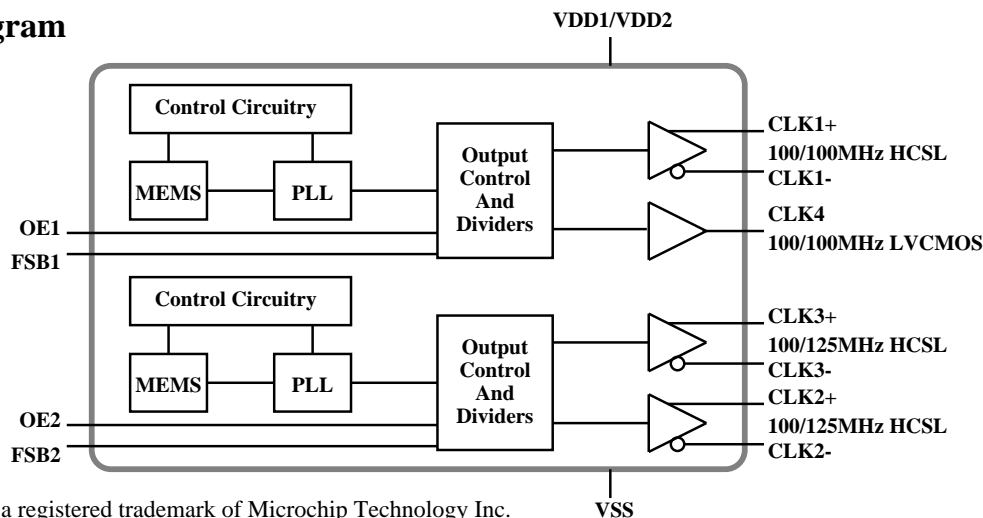 gram
VDD1/VDD2
Control Circuitry
MEMS
PLL
Output
Control
And
Dividers
CLK1+
100/100MHz HCSL
CLK1-
CLK4
100/100MHz LVCMOS
OE1
FSB1
Control Circuitry
MEMS
PLL
Output
Control
And
Dividers
CLK3+
100/125MHz HCSL
CLK3-
CLK2+
100/125MHz HCSL
CLK2-
OE2
FSB2
a registered trademark of Microchip Technology Inc.
VSS